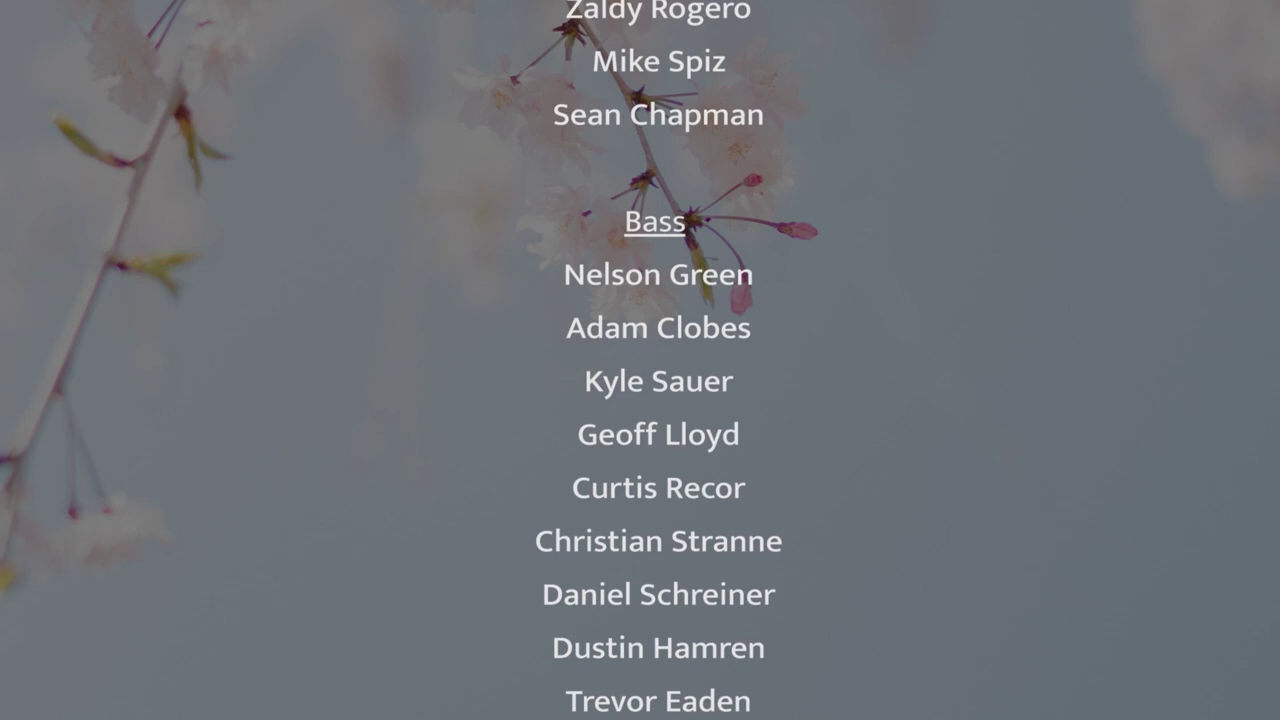 Zaldy Rogero
Mike Spiz
Sean Chapman
Bass
Nelson Green
Adam Clobes
Kyle Sauer
Geoff Lloyd
Curtis Recor
Christian Stranne
Daniel Schreiner
Dustin Hamren
Trevor Eaden